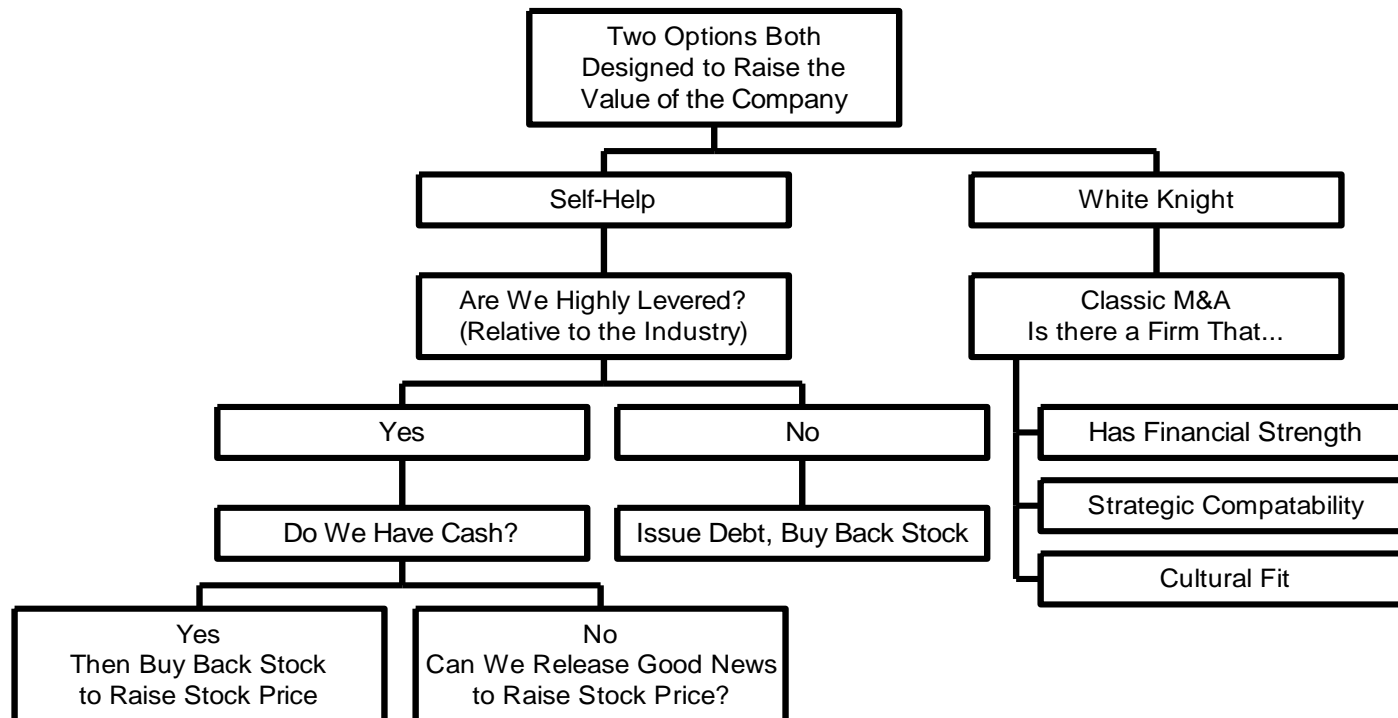 Two Options Both
Designed to Raise the
Value of the Company
Self-Help
White Knight
Are We Highly Levered?
(Relative to the Industry)
Classic M&A
Is there a Firm That...
Yes
No
Has Financial Strength
Do We Have Cash?
Issue Debt, Buy Back Stock
Strategic Compatability
Cultural Fit
Yes
Then Buy Back Stock
to Raise Stock Price
No
Can We Release Good News
to Raise Stock Price?